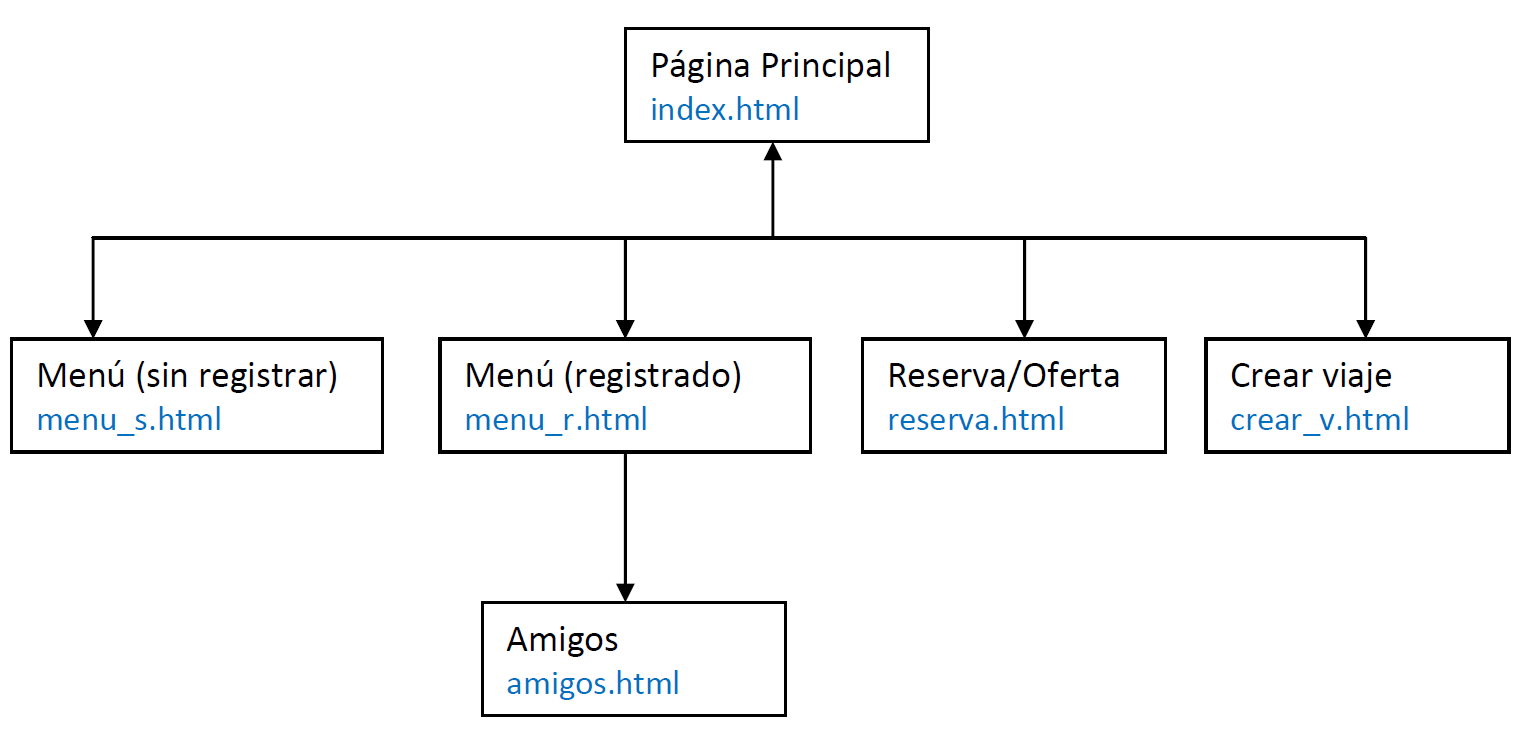 Página Principal
index.html
Menú (sin registrar)
menu_s.html
Menú (registrado)
menu_r.html
Reserva/Oferta
reserva.html
Crear viaje
crear_v.html
Amigos
amigos.html